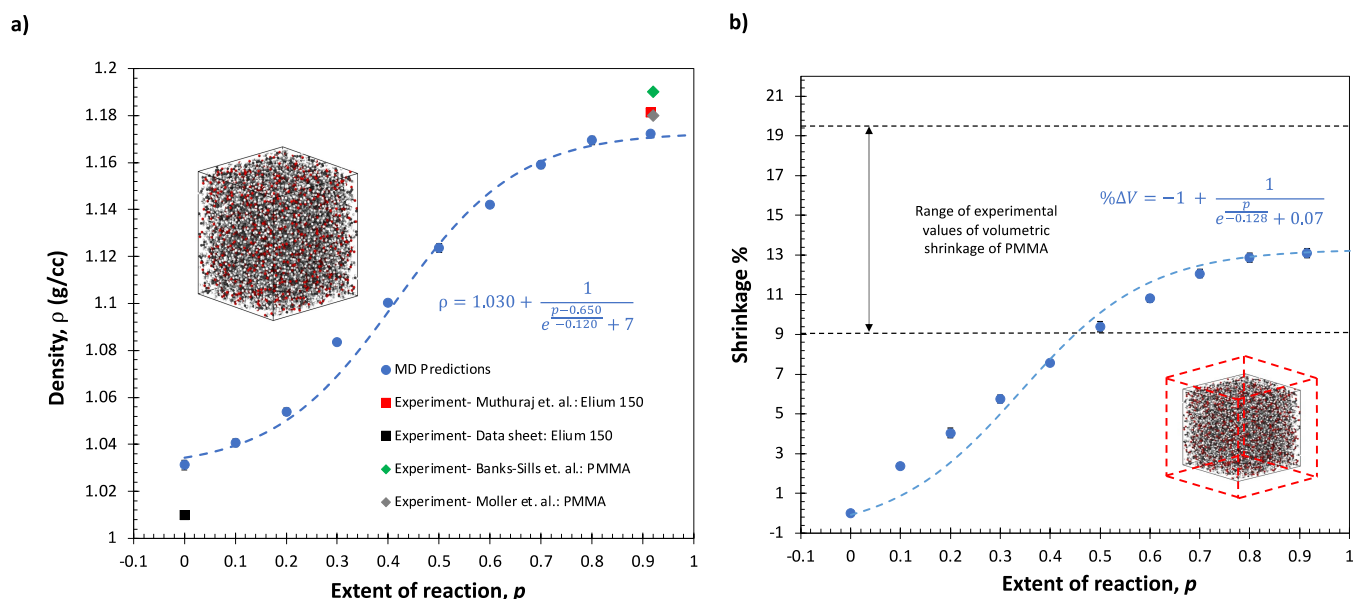 a)
1.2
1.18
1.16
1.14
1.12
1.1
1.08
1.06
1.04
1.02
1
Density, ρ (g/cc)
ρ = 1.030 + 1 / (e^((p−0.650)/(−0.120)) + 7)
MD Predictions
Experiment- Muthuraj et. al.: Elium 150
Experiment- Data sheet: Elium 150
Experiment- Banks-Sills et. al.: PMMA
Experiment- Moller et. al.: PMMA
-0.1 0 0.1 0.2 0.3 0.4 0.5 0.6 0.7 0.8 0.9 1
Extent of reaction, p
b)
21
19
17
15
13
11
9
7
5
3
1
-1
Shrinkage %
Range of experimental
values of volumetric
shrinkage of PMMA
%ΔV = −1 + 1 / (e^(p/(−0.128)) + 0.07)
-0.1 0 0.1 0.2 0.3 0.4 0.5 0.6 0.7 0.8 0.9 1
Extent of reaction, p